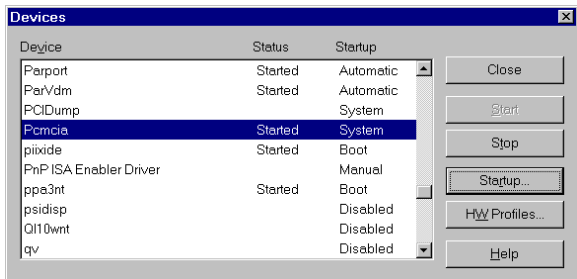 Devices
Device Status Startup
Parport Started Automatic
ParVdm Started Automatic
PCIDump System
Pcmcia Started System
piixide Started Boot
PnP ISA Enabler Driver Manual
ppa3nt Started Boot
psidisp Disabled
Ql10wnt Disabled
qv Disabled
Close
Start
Stop
Startup...
HW Profiles...
Help